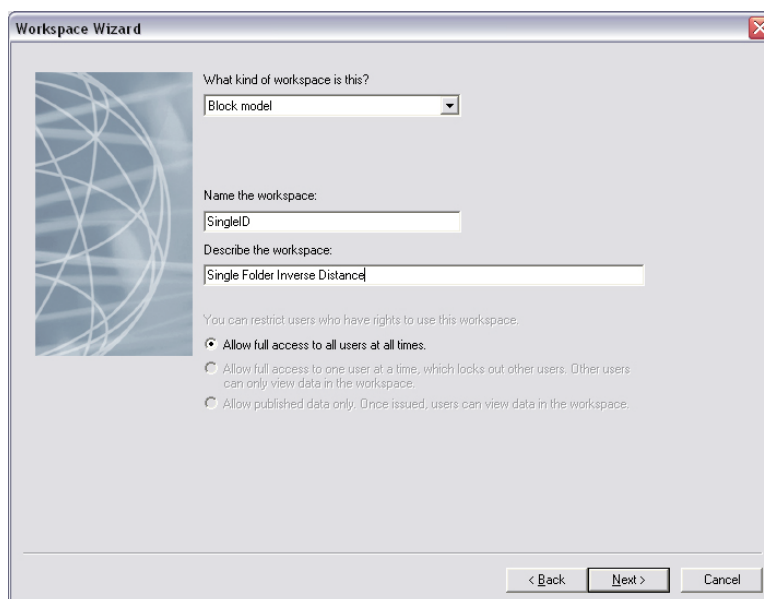 Workspace Wizard
What kind of workspace is this?
Block model
Name the workspace:
SingleID
Describe the workspace:
Single Folder Inverse Distance
You can restrict users who have rights to use this workspace.
Allow full access to all users at all times.
Allow full access to one user at a time, which locks out other users. Other users
can only view data in the workspace.
Allow published data only. Once issued, users can view data in the workspace.
< Back
Next >
Cancel